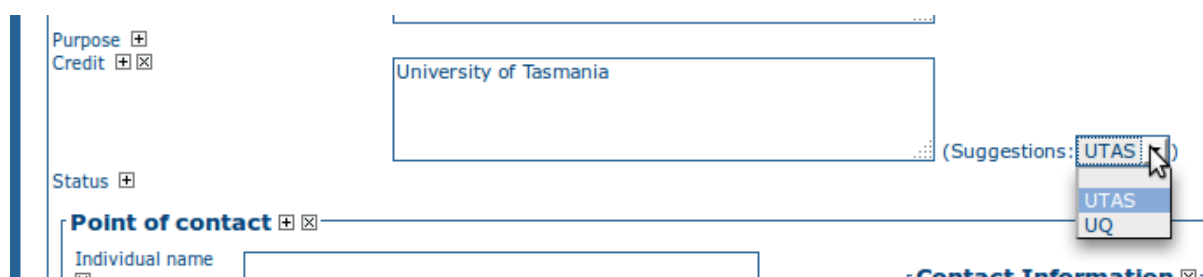 Purpose
Credit
University of Tasmania
(Suggestions: UTAS )
UTAS
UQ
Status
Point of contact
Individual name
Contact Information